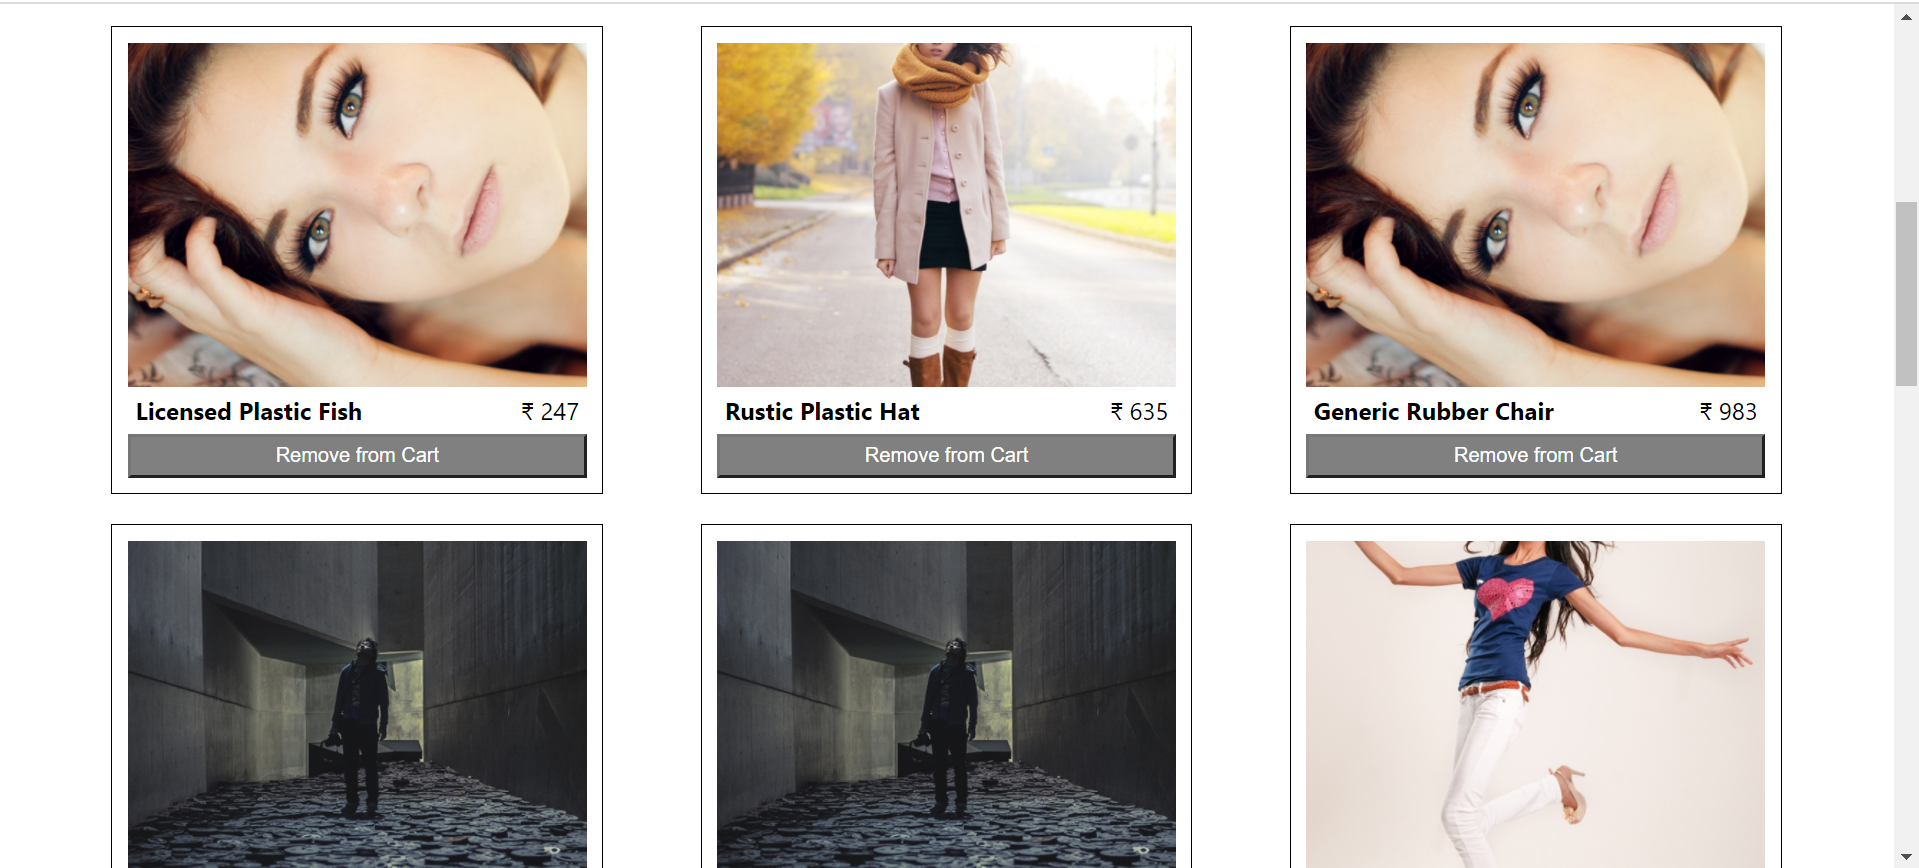 Licensed Plastic Fish ₹ 247
Remove from Cart
Rustic Plastic Hat ₹ 635
Remove from Cart
Generic Rubber Chair ₹ 983
Remove from Cart